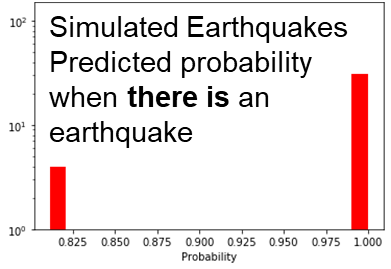 Simulated Earthquakes
Predicted probability
when there is an
earthquake
10²
10¹
10⁰
0.825 0.850 0.875 0.900 0.925 0.950 0.975 1.000
Probability